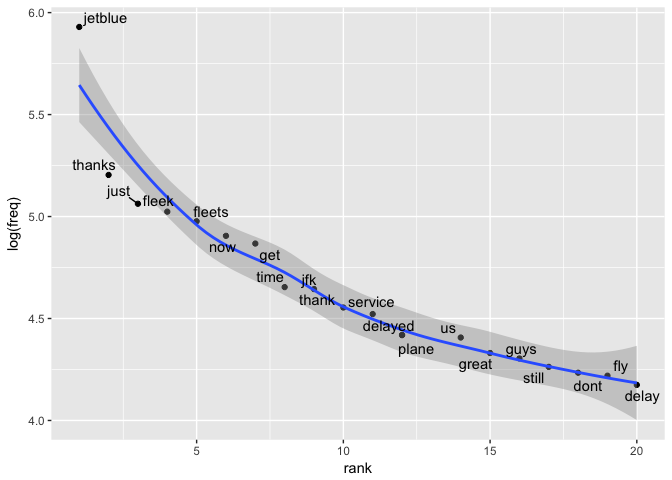 6.0
jetblue
5.5
thanks
just
fleek
fleets
5.0
now
get
log(freq)
time
jfk
thank
service
4.5
delayed
us
plane
great
guys
still
dont
fly
delay
4.0
5
10
15
20
rank